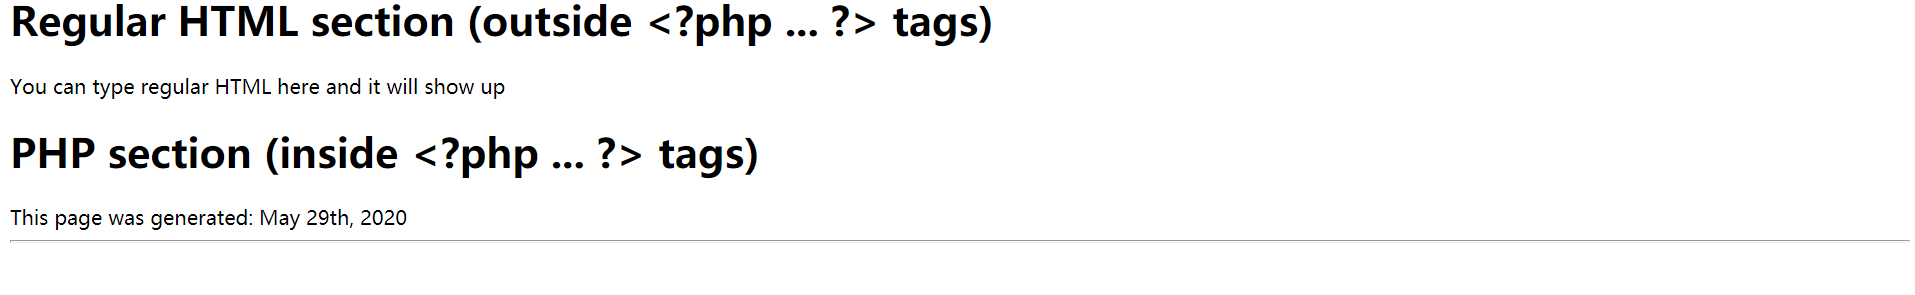 Regular HTML section (outside <?php ... ?> tags)
You can type regular HTML here and it will show up
PHP section (inside <?php ... ?> tags)
This page was generated: May 29th, 2020